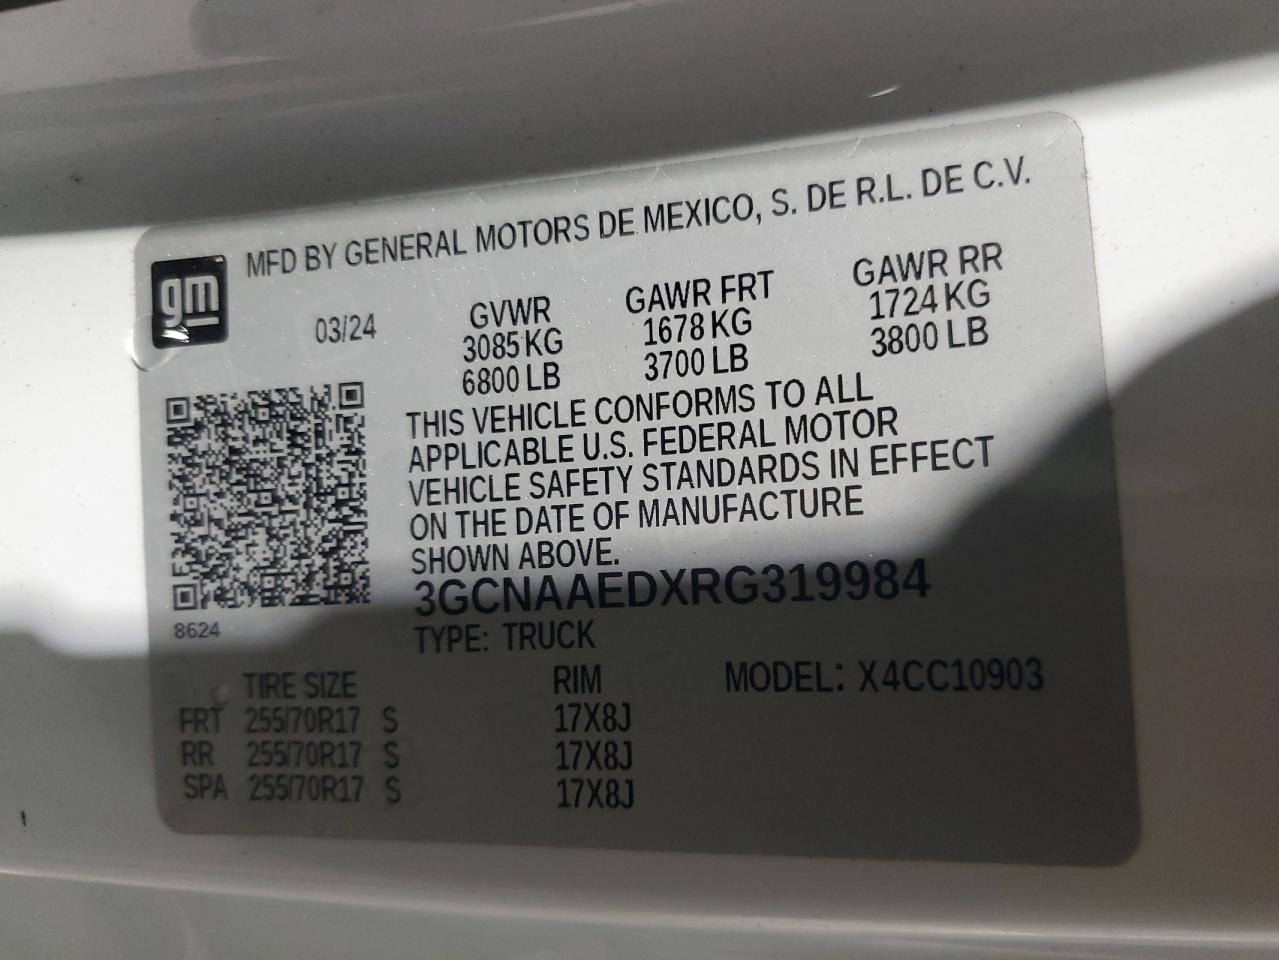 MFD BY GENERAL MOTORS DE MEXICO, S. DE R.L. DE C.V.
gm
03/24
GVWR GAWR FRT GAWR RR
3085 KG 1678 KG 1724 KG
6800 LB 3700 LB 3800 LB
THIS VEHICLE CONFORMS TO ALL
APPLICABLE U.S. FEDERAL MOTOR
VEHICLE SAFETY STANDARDS IN EFFECT
ON THE DATE OF MANUFACTURE
SHOWN ABOVE.
3GCNAAEDXRG319984
8624
TYPE: TRUCK
TIRE SIZE RIM MODEL: X4CC10903
FRT 255/70R17 S 17X8J
RR 255/70R17 S 17X8J
SPA 255/70R17 S 17X8J